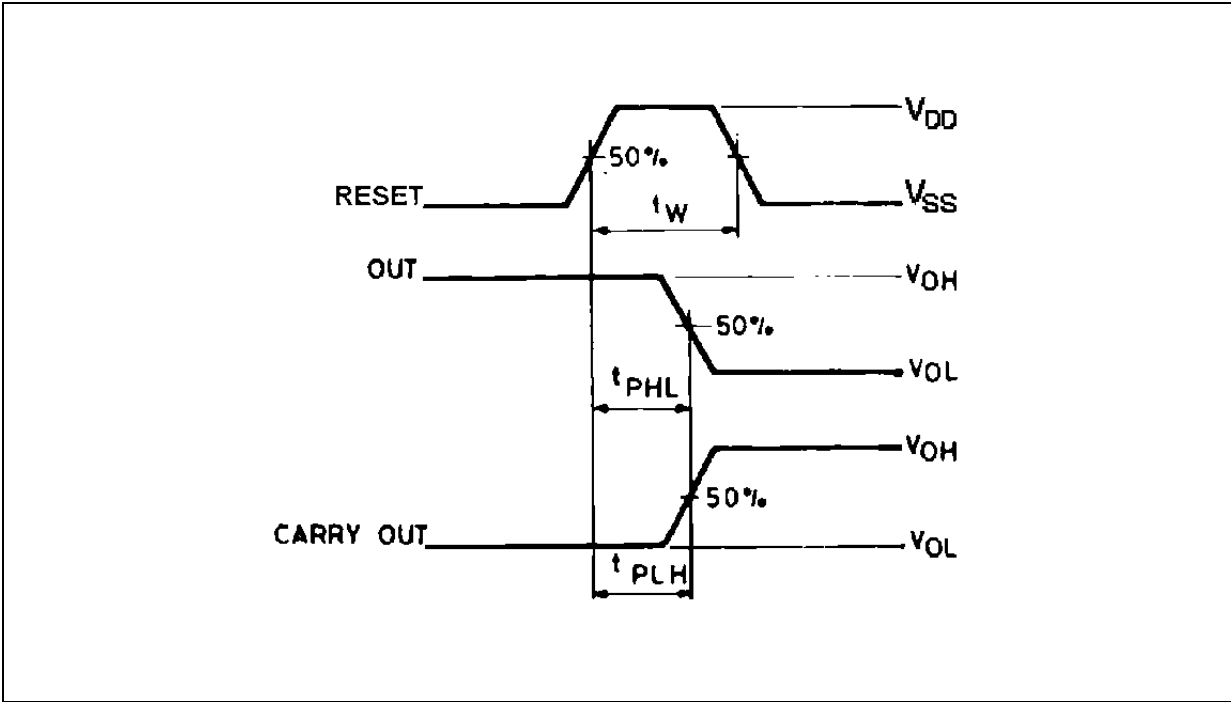 VDD
50%
RESET
VSS
tW
OUT
VOH
50%
VOL
tPHL
VOH
50%
CARRY OUT
VOL
tPLH